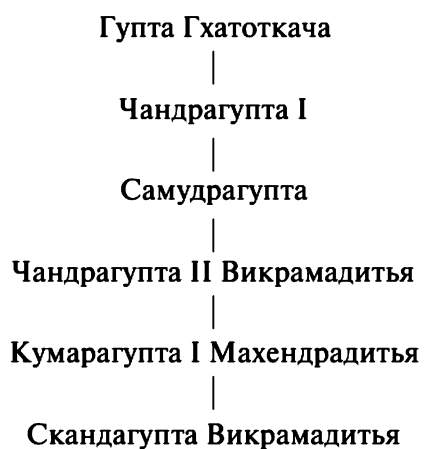 Гупта Гхатоткача
Чандрагупта I
Самудрагупта
Чандрагупта II Викрамадитья
Кумарагупта I Махендрадитья
Скандагупта Викрамадитья